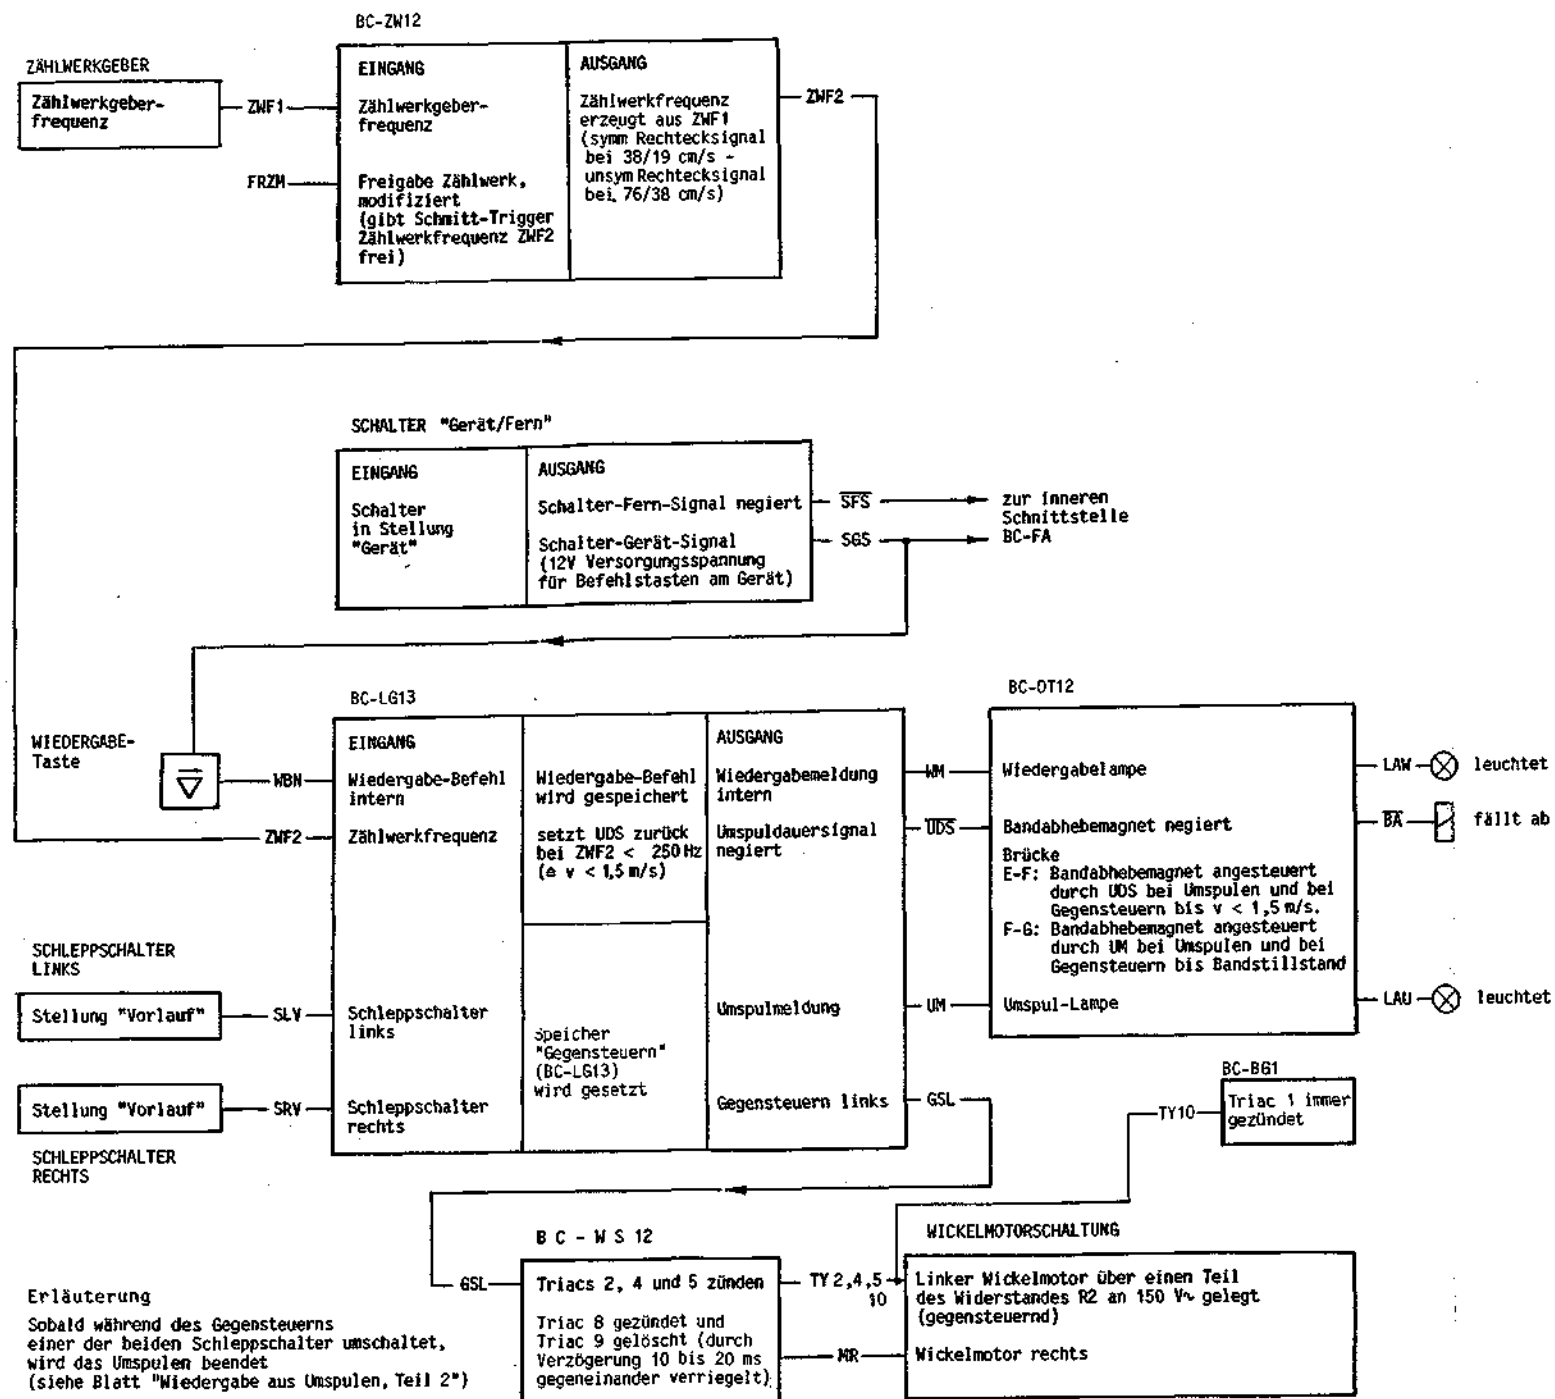 BC-ZW12
ZÄHLWERKGEBER
Zählwerkgeber-
frequenz
ZWF1
FRZM
EINGANG
Zählwerkgeber-
frequenz
Freigabe Zählwerk,
modifiziert
(gibt Schmitt-Trigger
Zählwerkfrequenz ZWF2
frei)
AUSGANG
Zählwerkfrequenz
erzeugt aus ZWF1
(symm Rechtecksignal
bei 38/19 cm/s -
unsym Rechtecksignal
bei 76/38 cm/s)
ZWF2
SCHALTER "Gerät/Fern"
EINGANG
Schalter
in Stellung
"Gerät"
AUSGANG
Schalter-Fern-Signal negiert
Schalter-Gerät-Signal
(12V Versorgungsspannung
für Befehlstasten am Gerät)
SFS
SGS
zur inneren
Schnittstelle
BC-FA
BC-LG13
WIEDERGABE-
Taste
WBN
ZWF2
EINGANG
Wiedergabe-Befehl
intern
Zählwerkfrequenz
Wiedergabe-Befehl
wird gespeichert
setzt UDS zurück
bei ZWF2 < 250 Hz
(e v < 1,5 m/s)
AUSGANG
Wiedergabemeldung
intern
Umspuldauersignal
negiert
WM
UDS
BC-OT12
Wiedergabelampe
Bandabhebemagnet negiert
Brücke
E-F: Bandabhebemagnet angesteuert
durch UDS bei Umspulen und bei
Gegensteuern bis v < 1,5 m/s.
F-G: Bandabhebemagnet angesteuert
durch UM bei Umspulen und bei
Gegensteuern bis Bandstillstand
Umspul-Lampe
LAW
leuchtet
BA
fällt ab
LAU
leuchtet
SCHLEPPSCHALTER
LINKS
Stellung "Vorlauf"
SLV
Schleppschalter
links
Stellung "Vorlauf"
SRV
Schleppschalter
rechts
SCHLEPPSCHALTER
RECHTS
Speicher
"Gegensteuern"
(BC-LG13)
wird gesetzt
Umspulmeldung
UM
Gegensteuern links
GSL
BC-BG1
TY10
Triac 1 immer
gezündet
BC-WS12
GSL
Triacs 2, 4 und 5 zünden
Triac 8 gezündet und
Triac 9 gelöscht (durch
Verzögerung 10 bis 20 ms
gegeneinander verriegelt)
TY 2,4,5
10
MR
WICKELMOTORSCHALTUNG
Linker Wickelmotor über einen Teil
des Widerstandes R2 an 150 V~ gelegt
(gegensteuernd)
Wickelmotor rechts
Erläuterung
Sobald während des Gegensteuerns
einer der beiden Schleppschalter umschaltet,
wird das Umspulen beendet
(siehe Blatt "Wiedergabe aus Umspulen, Teil 2")